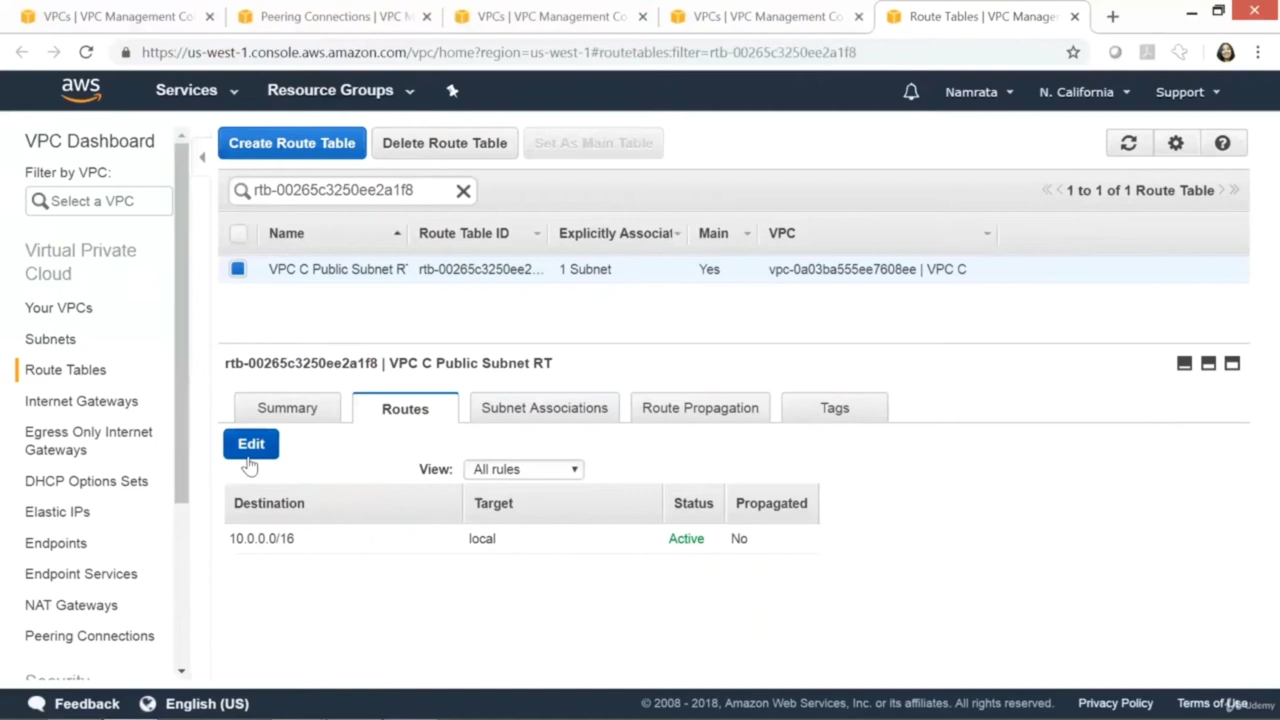 VPCs | VPC Management Co
Peering Connections | VPC M
VPCs | VPC Management Co
VPCs | VPC Management Co
Route Tables | VPC Manage
https://us-west-1.console.aws.amazon.com/vpc/home?region=us-west-1#routetables:filter=rtb-00265c3250ee2a1f8
aws
Services
Resource Groups
Namrata
N. California
Support
VPC Dashboard
Filter by VPC:
Select a VPC
Virtual Private
Cloud
Your VPCs
Subnets
Route Tables
Internet Gateways
Egress Only Internet
Gateways
DHCP Options Sets
Elastic IPs
Endpoints
Endpoint Services
NAT Gateways
Peering Connections
Security
Create Route Table
Delete Route Table
Set As Main Table
rtb-00265c3250ee2a1f8
1 to 1 of 1 Route Table
Name
Route Table ID
Explicitly Associat
Main
VPC
VPC C Public Subnet RT
rtb-00265c3250ee2...
1 Subnet
Yes
vpc-0a03ba555ee7608ee | VPC C
rtb-00265c3250ee2a1f8 | VPC C Public Subnet RT
Summary
Routes
Subnet Associations
Route Propagation
Tags
Edit
View:
All rules
Destination
Target
Status
Propagated
10.0.0.0/16
local
Active
No
Feedback
English (US)
© 2008 - 2018, Amazon Web Services, Inc. or its affiliates. All rights reserved.
Privacy Policy
Terms of Use
Udemy